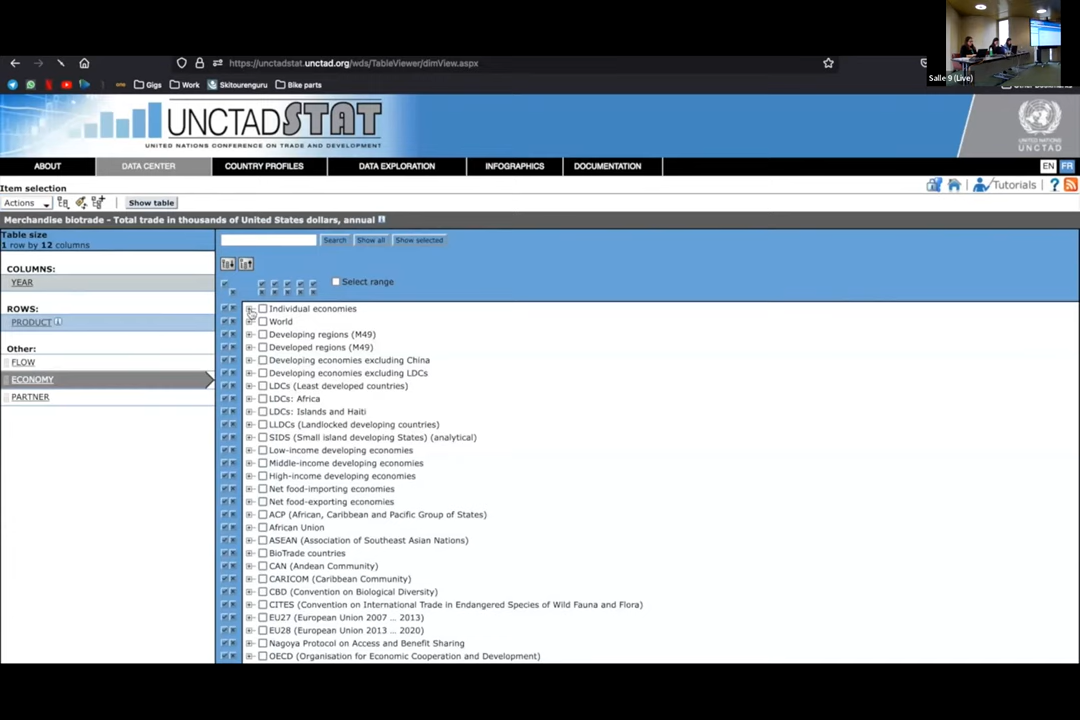 Salle 9 (Live)
https://unctadstat.unctad.org/wds/TableViewer/dimView.aspx
Gigs Work Skitourenguru Bike parts
UNCTADSTAT
UNITED NATIONS CONFERENCE ON TRADE AND DEVELOPMENT
UNITED NATIONS
UNCTAD
ABOUT DATA CENTER COUNTRY PROFILES DATA EXPLORATION INFOGRAPHICS DOCUMENTATION EN FR
Item selection
Tutorials ?
Actions Show table
Merchandise biotrade - Total trade in thousands of United States dollars, annual
Table size
1 row by 12 columns
Search Show all Show selected
COLUMNS:
YEAR
Select range
ROWS:
PRODUCT
Other:
FLOW
ECONOMY
PARTNER
Individual economies
World
Developing regions (M49)
Developed regions (M49)
Developing economies excluding China
Developing economies excluding LDCs
LDCs (Least developed countries)
LDCs: Africa
LDCs: Islands and Haiti
LLDCs (Landlocked developing countries)
SIDS (Small island developing States) (analytical)
Low-income developing economies
Middle-income developing economies
High-income developing economies
Net food-importing economies
Net food-exporting economies
ACP (African, Caribbean and Pacific Group of States)
African Union
ASEAN (Association of Southeast Asian Nations)
BioTrade countries
CAN (Andean Community)
CARICOM (Caribbean Community)
CBD (Convention on Biological Diversity)
CITES (Convention on International Trade in Endangered Species of Wild Fauna and Flora)
EU27 (European Union 2007 … 2013)
EU28 (European Union 2013 … 2020)
Nagoya Protocol on Access and Benefit Sharing
OECD (Organisation for Economic Cooperation and Development)